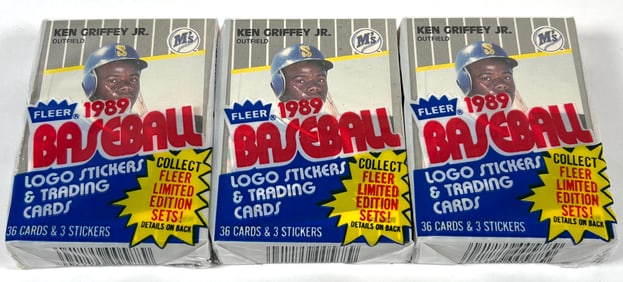 KEN GRIFFEY JR.
OUTFIELD
M's
S
FLEER®
1989
BASEBALL
LOGO STICKERS
& TRADING
CARDS
36 CARDS & 3 STICKERS
COLLECT
FLEER
LIMITED
EDITION
SETS!
DETAILS ON BACK
KEN GRIFFEY JR.
OUTFIELD
M's
S
FLEER®
1989
BASEBALL
LOGO STICKERS
& TRADING
CARDS
36 CARDS & 3 STICKERS
COLLECT
FLEER
LIMITED
EDITION
SETS!
DETAILS ON BACK
KEN GRIFFEY JR.
OUTFIELD
M's
S
FLEER®
1989
BASEBALL
LOGO STICKERS
& TRADING
CARDS
36 CARDS & 3 STICKERS
COLLECT
FLEER
LIMITED
EDITION
SETS!
DETAILS ON BACK